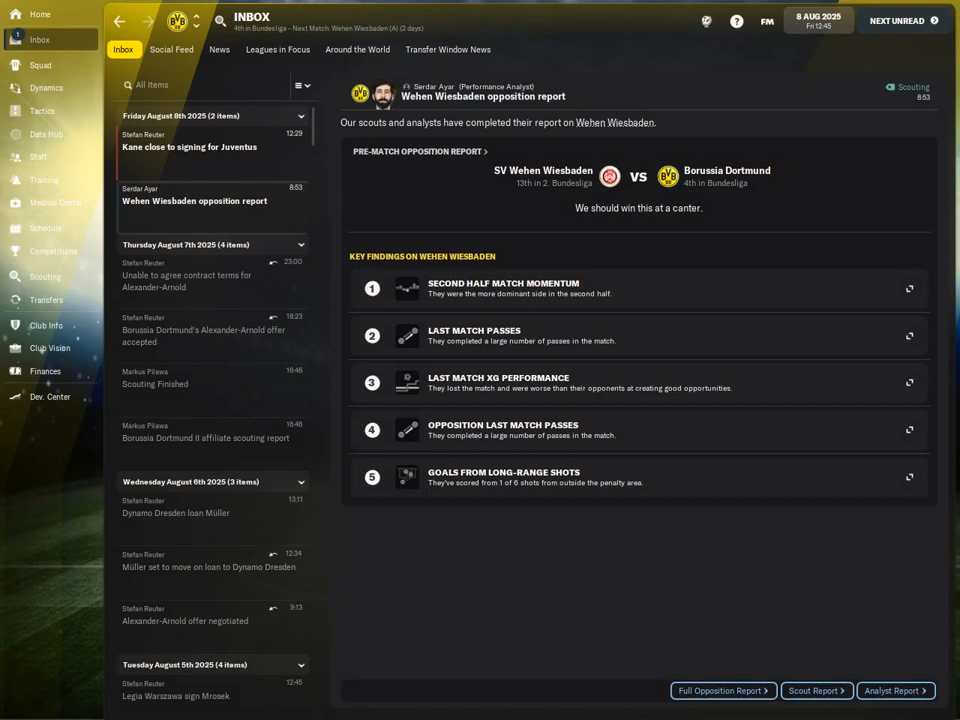 Home
1
Inbox
Squad
Dynamics
Tactics
Data Hub
Staff
Training
Medical Center
Schedule
Competitions
Scouting
Transfers
Club Info
Club Vision
Finances
Dev. Center
BVB
09
INBOX
4th in Bundesliga - Next Match: Wehen Wiesbaden (A) (2 days)
?
FM
8 AUG 2025
Fri 12:45
NEXT UNREAD
Inbox
Social Feed
News
Leagues in Focus
Around the World
Transfer Window News
All Items
Friday August 8th 2025 (2 items)
Stefan Reuter
12:29
Kane close to signing for Juventus
Serdar Ayar
8:53
Wehen Wiesbaden opposition report
Thursday August 7th 2025 (4 items)
Stefan Reuter
23:00
Unable to agree contract terms for
Alexander-Arnold
Stefan Reuter
18:23
Borussia Dortmund's Alexander-Arnold offer
accepted
Markus Pilawa
16:46
Scouting Finished
Markus Pilawa
16:46
Borussia Dortmund II affiliate scouting report
Wednesday August 6th 2025 (3 items)
Stefan Reuter
13:11
Dynamo Dresden loan Müller
Stefan Reuter
12:34
Müller set to move on loan to Dynamo Dresden
Stefan Reuter
9:13
Alexander-Arnold offer negotiated
Tuesday August 5th 2025 (4 items)
Stefan Reuter
12:45
Legia Warszawa sign Mrosek
BVB
09
Serdar Ayar (Performance Analyst)
Wehen Wiesbaden opposition report
Scouting
8:53
Our scouts and analysts have completed their report on Wehen Wiesbaden.
PRE-MATCH OPPOSITION REPORT >
SV Wehen Wiesbaden
13th in 2. Bundesliga
VS
BVB
09
Borussia Dortmund
4th in Bundesliga
We should win this at a canter.
KEY FINDINGS ON WEHEN WIESBADEN
1
SECOND HALF MATCH MOMENTUM
They were the more dominant side in the second half.
2
LAST MATCH PASSES
They completed a large number of passes in the match.
3
LAST MATCH XG PERFORMANCE
They lost the match and were worse than their opponents at creating good opportunities.
4
OPPOSITION LAST MATCH PASSES
They completed a large number of passes in the match.
5
GOALS FROM LONG-RANGE SHOTS
They've scored from 1 of 6 shots from outside the penalty area.
Full Opposition Report >
Scout Report >
Analyst Report >